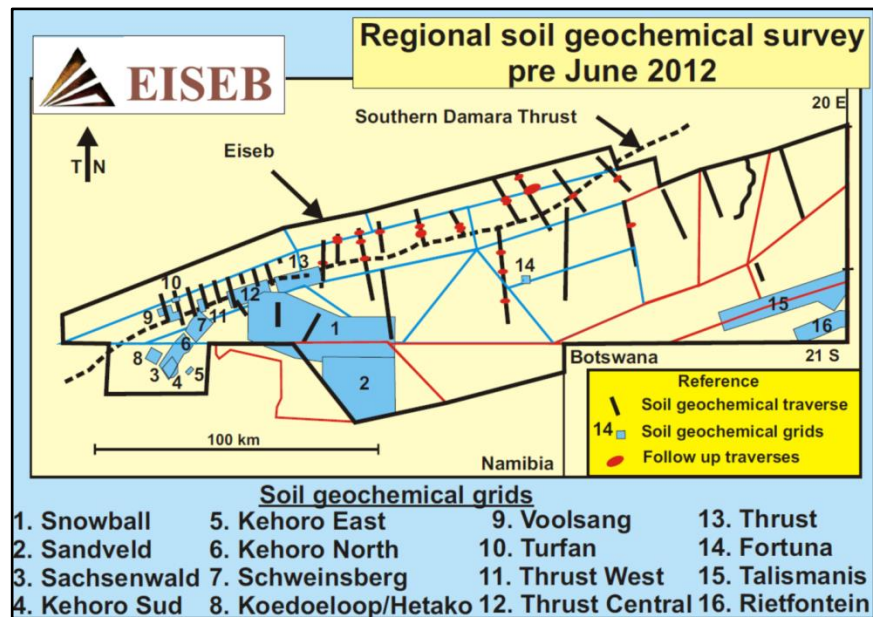 EISEB
Regional soil geochemical survey
pre June 2012
20 E
Southern Damara Thrust
Eiseb
T N
13
10
14
9
12
11
15
7
1
16
6
8
Botswana
21 S
3
4
5
2
Reference
Soil geochemical traverse
14 Soil geochemical grids
Follow up traverses
100 km
Namibia
Soil geochemical grids
1. Snowball 5. Kehoro East 9. Voolsang 13. Thrust
2. Sandveld 6. Kehoro North 10. Turfan 14. Fortuna
3. Sachsenwald 7. Schweinsberg 11. Thrust West 15. Talismanis
4. Kehoro Sud 8. Koedoeloop/Hetako 12. Thrust Central 16. Rietfontein